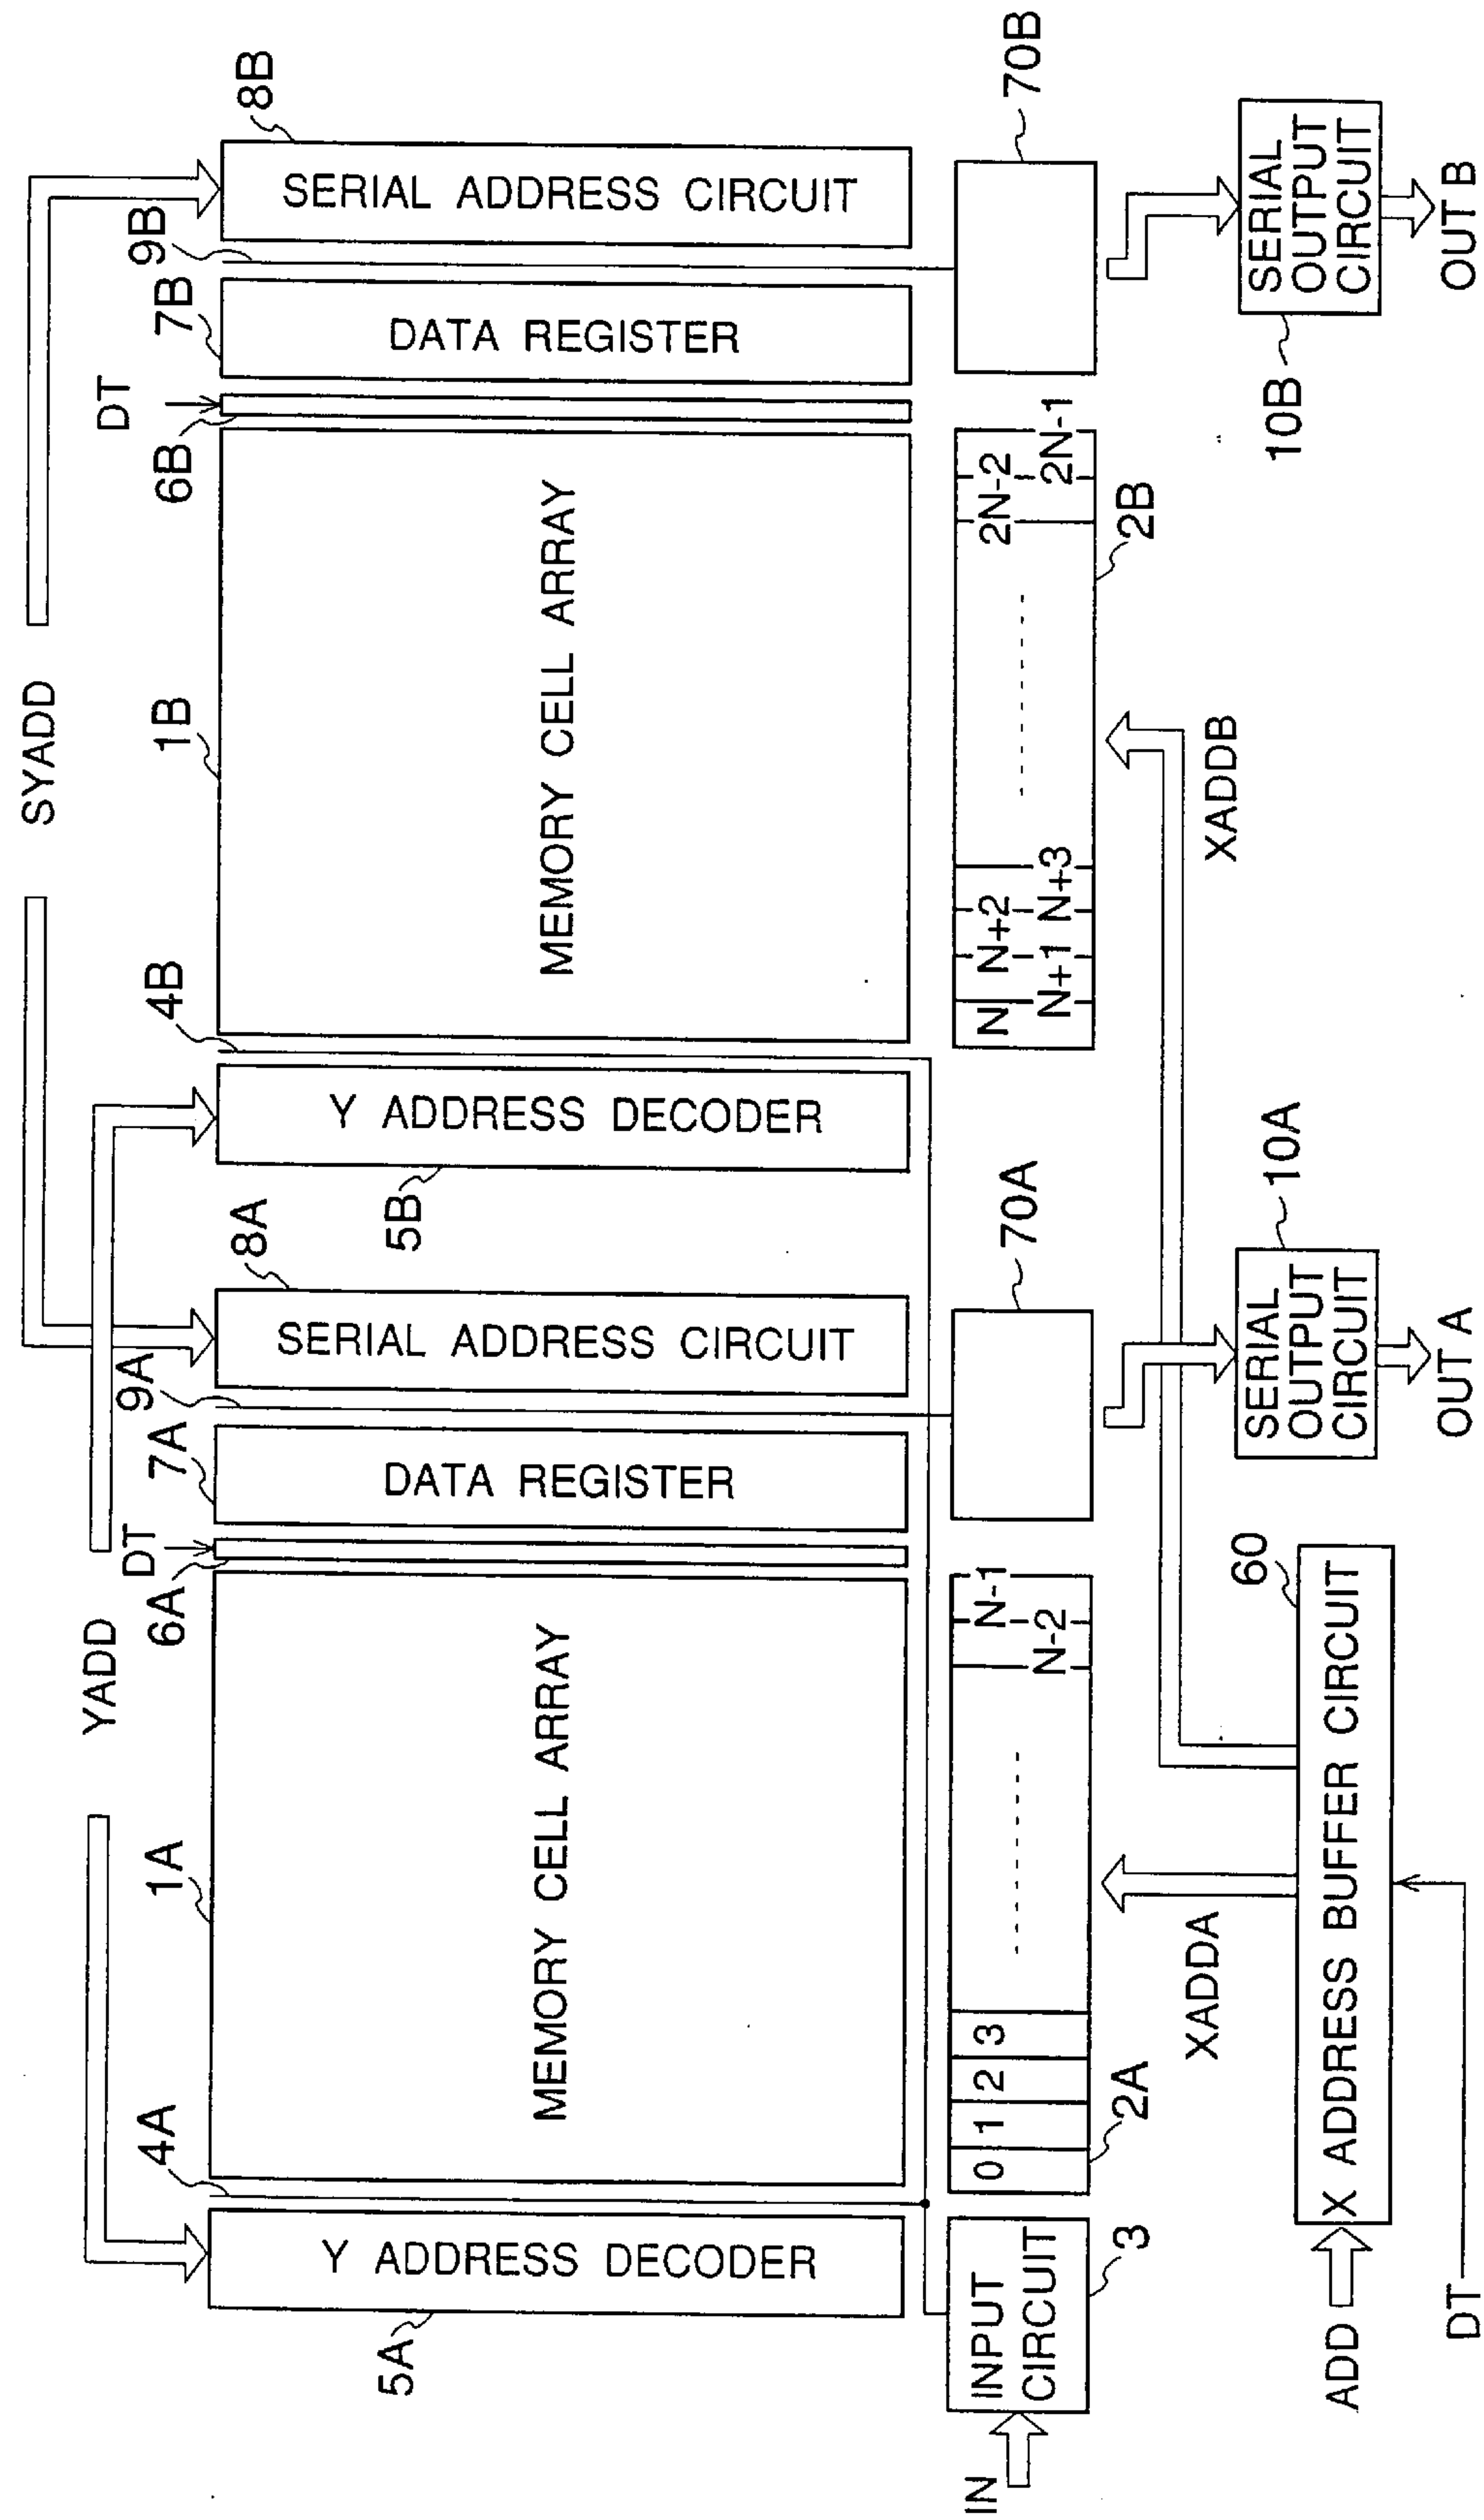 SYADD
YADD
DT
DT
4A
1A
6A
7A
9A
8A
4B
1B
6B
7B
9B
8B
Y ADDRESS DECODER
MEMORY CELL ARRAY
DATA REGISTER
SERIAL ADDRESS CIRCUIT
Y ADDRESS DECODER
MEMORY CELL ARRAY
DATA REGISTER
SERIAL ADDRESS CIRCUIT
5A
5B
IN
INPUT
CIRCUIT
3
0 1 2 3
N-2
N-1
2A
70A
N
N+1
N+2
N+3
2N-2
2N-1
2B
70B
XADDA
XADDB
ADD
X ADDRESS BUFFER CIRCUIT
60
DT
SERIAL
OUTPUT
CIRCUIT
10A
OUT A
SERIAL
OUTPUT
CIRCUIT
10B
OUT B